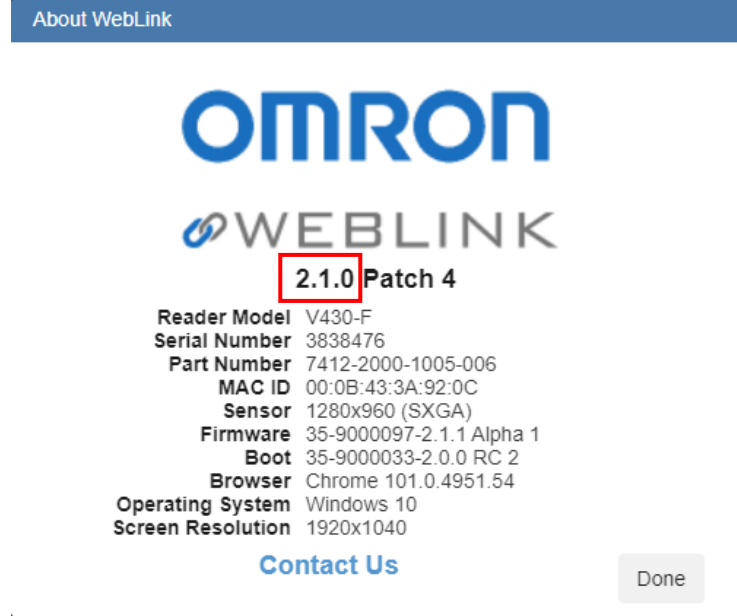 About WebLink
OMRON
WEBLINK
2.1.0 Patch 4
Reader Model V430-F
Serial Number 3838476
Part Number 7412-2000-1005-006
MAC ID 00:0B:43:3A:92:0C
Sensor 1280x960 (SXGA)
Firmware 35-9000097-2.1.1 Alpha 1
Boot 35-9000033-2.0.0 RC 2
Browser Chrome 101.0.4951.54
Operating System Windows 10
Screen Resolution 1920x1040
Contact Us
Done